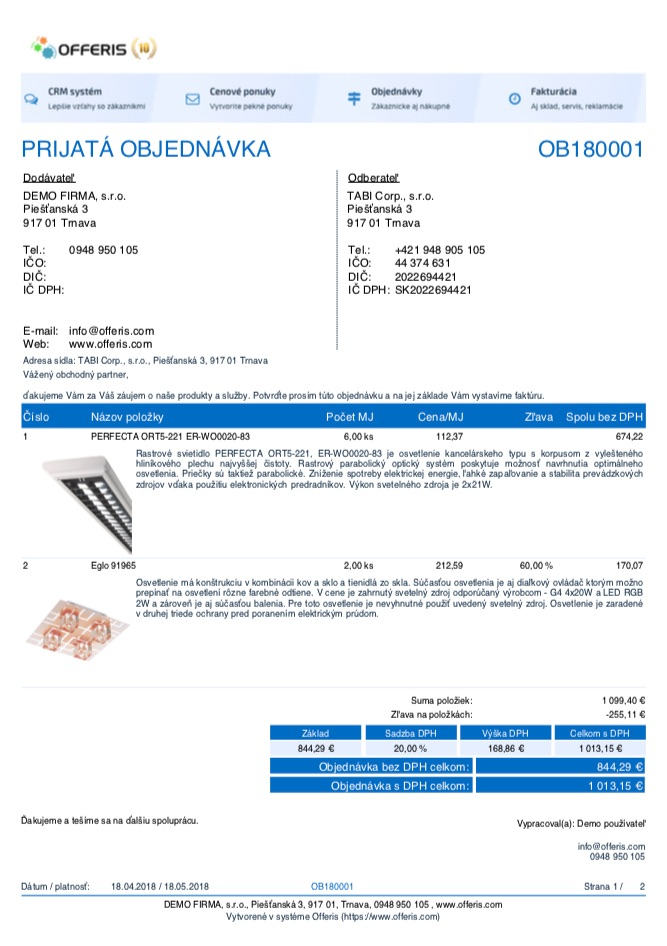 OFFERIS 10
CRM systém
Lepšie vzťahy so zákazníkmi
Cenové ponuky
Vytvorite pekné ponuky
Objednávky
Zákaznícke aj nákupné
Fakturácia
Aj sklad, servis, reklamácie
PRIJATÁ OBJEDNÁVKA OB180001
Dodávateľ
DEMO FIRMA, s.r.o.
Piešťanská 3
917 01 Trnava
Tel.: 0948 950 105
IČO:
DIČ:
IČ DPH:
E-mail: info@offeris.com
Web: www.offeris.com
Odberateľ
TABI Corp., s.r.o.
Piešťanská 3
917 01 Trnava
Tel.: +421 948 905 105
IČO: 44 374 631
DIČ: 2022694421
IČ DPH: SK2022694421
Adresa sídla: TABI Corp., s.r.o., Piešťanská 3, 917 01 Trnava
Vážený obchodný partner,
ďakujeme Vám za Váš záujem o naše produkty a služby. Potvrďte prosím túto objednávku a na jej základe Vám vystavíme faktúru.
Číslo Názov položky Počet MJ Cena/MJ Zľava Spolu bez DPH
1 PERFECTA ORT5-221 ER-WO0020-83 6,00 ks 112,37 674,22
Rastrové svietidlo PERFECTA ORT5-221, ER-WO0020-83 je osvetlenie kancelárskeho typu s korpusom z vylešteného
hliníkového plechu najvyššej čistoty. Rastrový parabolický optický systém poskytuje možnosť navrhnutia optimálneho
osvetlenia. Priečky sú taktiež parabolické. Zníženie spotreby elektrickej energie, ľahké zapaľovanie a stabilita prevádzkových
zdrojov vďaka použitiu elektronických predradníkov. Výkon svetelného zdroja je 2x21W.
2 Eglo 91965 2,00 ks 212,59 60,00 % 170,07
Osvetlenie má konštrukciu v kombinácii kov a sklo a tienidlá zo skla. Súčasťou osvetlenia je aj diaľkový ovládač ktorým možno
prepínať na osvetlení rôzne farebné odtiene. V cene je zahrnutý svetelný zdroj odporúčaný výrobcom - G4 4x20W a LED RGB
2W a zároveň je aj súčasťou balenia. Pre toto osvetlenie je nevyhnutné použiť uvedený svetelný zdroj. Osvetlenie je zaradené
v druhej triede ochrany pred poranením elektrickým prúdom.
Suma položiek: 1 099,40 €
Zľava na položkách: -255,11 €
Základ Sadzba DPH Výška DPH Celkom s DPH
844,29 € 20,00 % 168,86 € 1 013,15 €
Objednávka bez DPH celkom: 844,29 €
Objednávka s DPH celkom: 1 013,15 €
Ďakujeme a tešíme sa na ďalšiu spoluprácu.
Vypracoval(a): Demo používateľ
info@offeris.com
0948 950 105
Dátum / platnosť: 18.04.2018 / 18.05.2018 OB180001 Strana 1 / 2
DEMO FIRMA, s.r.o., Piešťanská 3, 917 01, Trnava, 0948 950 105 , www.offeris.com
Vytvorené v systéme Offeris (https://www.offeris.com)